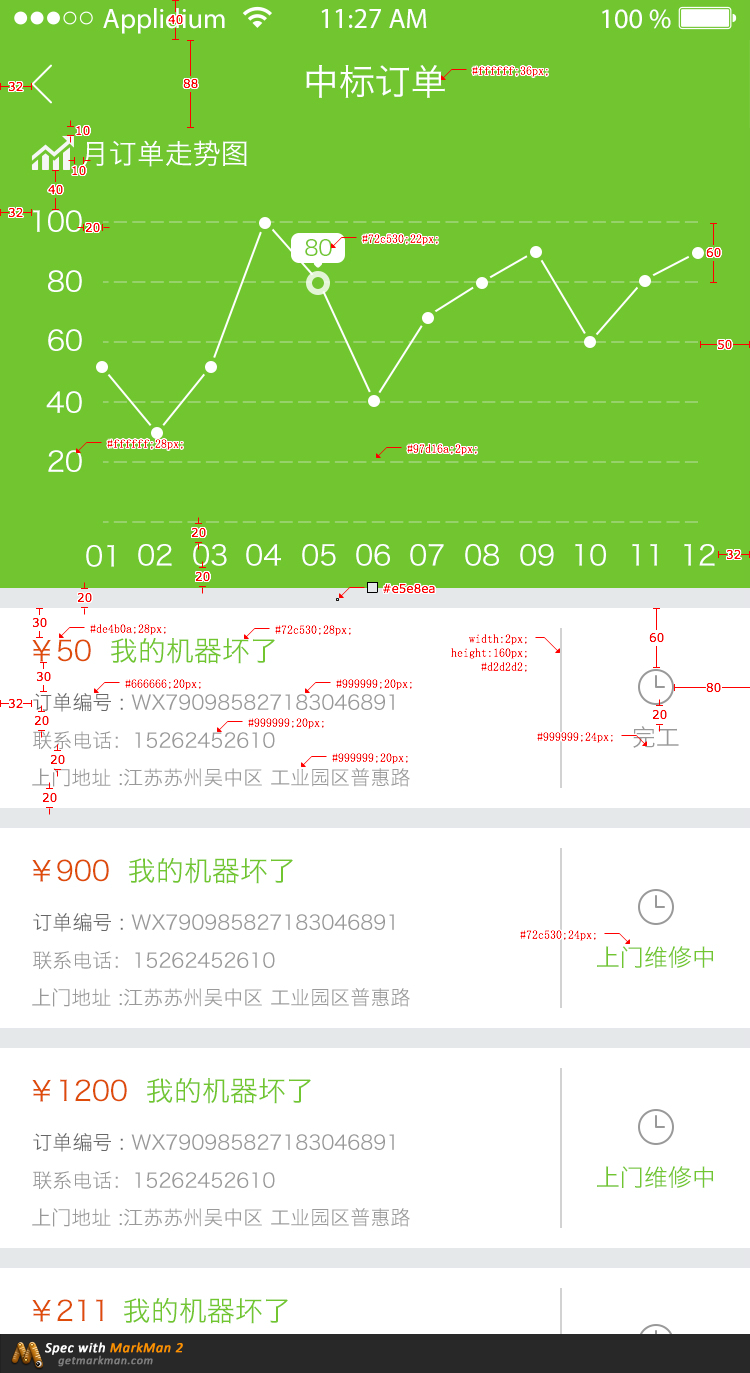 Applidium 11:27 AM 100 %
40
88
32
中标订单
#ffffff;36px;
10
月订单走势图
10
40
32
100
20
80
#72c530;22px;
60
80
60
50
40
#ffffff;28px;
#97d16a;2px;
20
20
01 02 03 04 05 06 07 08 09 10 11 12
32
20
20
#e5e8ea
30
#de4b0a;28px;
#72c530;28px;
width:2px;
height:160px;
#d2d2d2;
60
¥50 我的机器坏了
30
#666666;20px;
#999999;20px;
80
32
订单编号 : WX790985827183046891
20
#999999;20px;
20
#999999;24px;
联系电话: 15262452610
完工
20
#999999;20px;
上门地址 :江苏苏州吴中区 工业园区普惠路
20
¥900 我的机器坏了
订单编号 : WX790985827183046891
#72c530;24px;
联系电话: 15262452610
上门维修中
上门地址 :江苏苏州吴中区 工业园区普惠路
¥1200 我的机器坏了
订单编号 : WX790985827183046891
联系电话: 15262452610
上门维修中
上门地址 :江苏苏州吴中区 工业园区普惠路
¥211 我的机器坏了
Spec with MarkMan 2
getmarkman.com